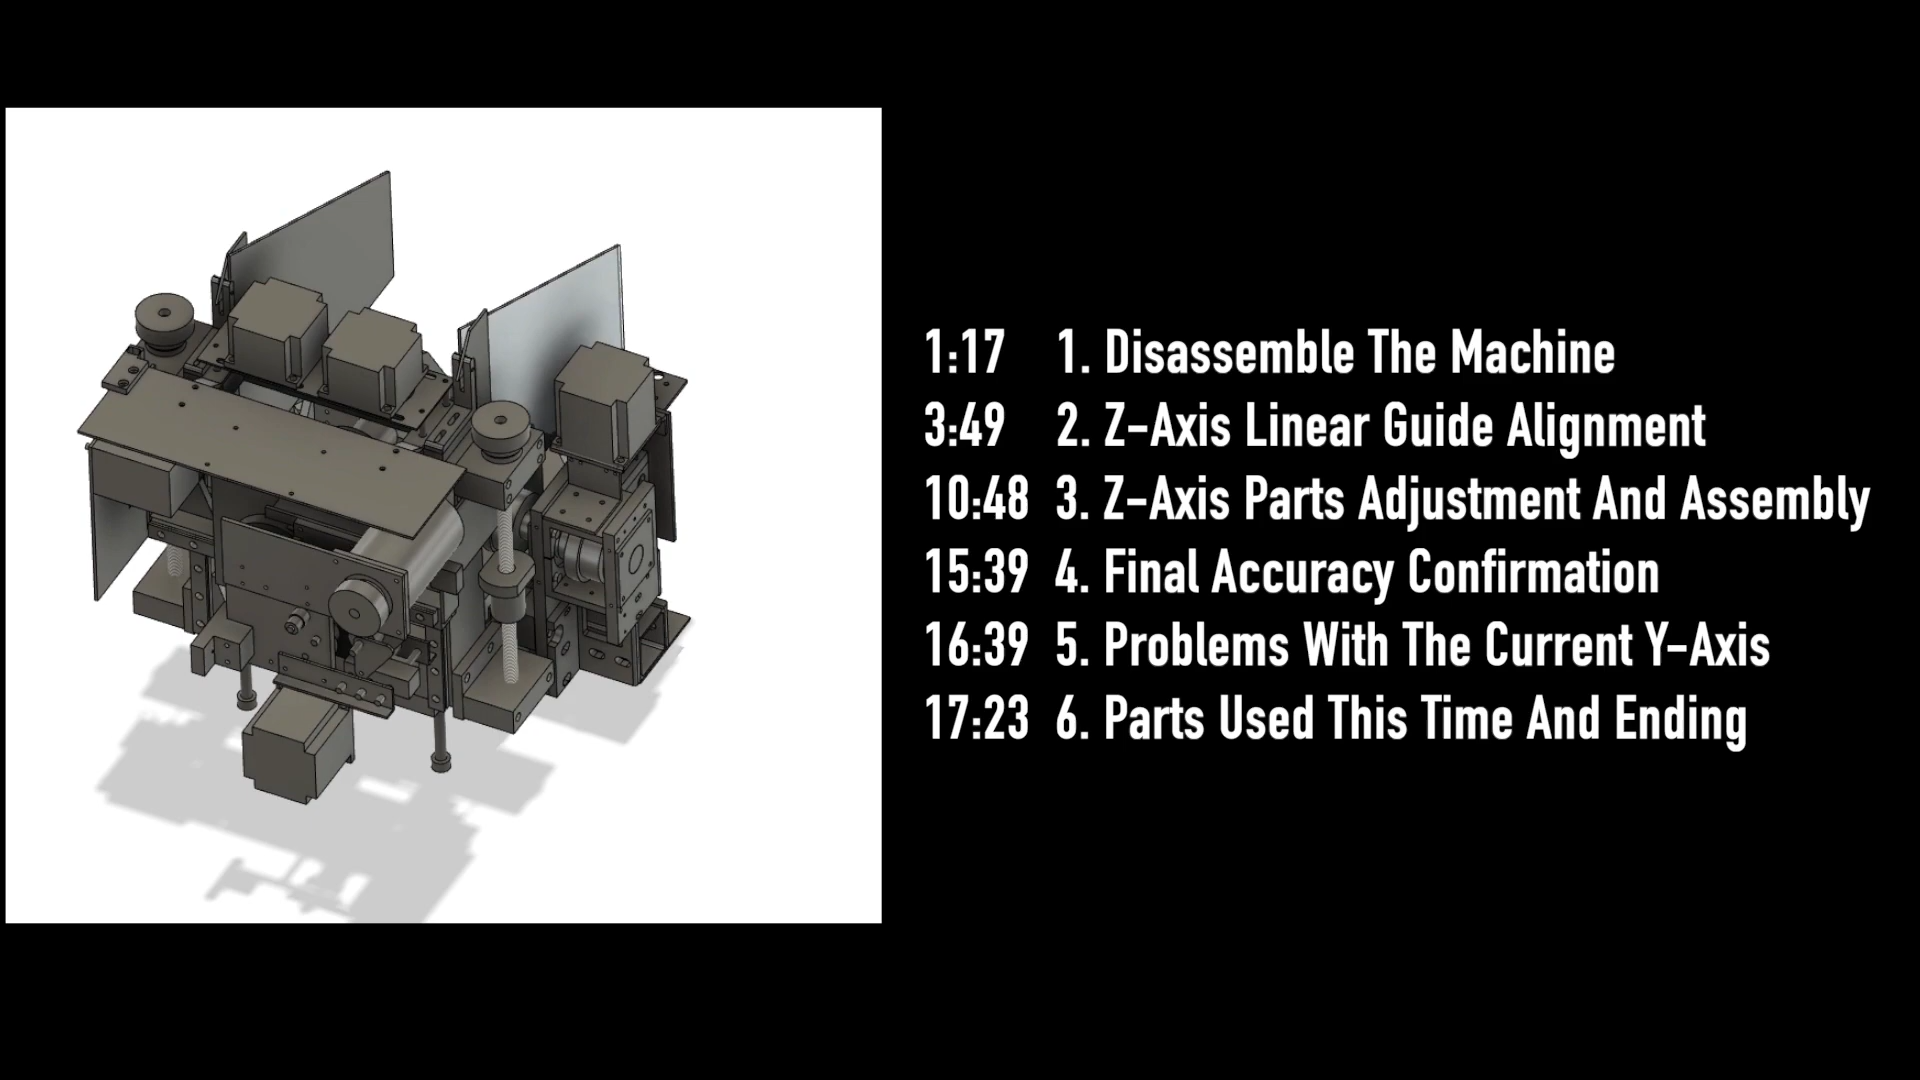 1:17 1. Disassemble The Machine
3:49 2. Z-Axis Linear Guide Alignment
10:48 3. Z-Axis Parts Adjustment And Assembly
15:39 4. Final Accuracy Confirmation
16:39 5. Problems With The Current Y-Axis
17:23 6. Parts Used This Time And Ending